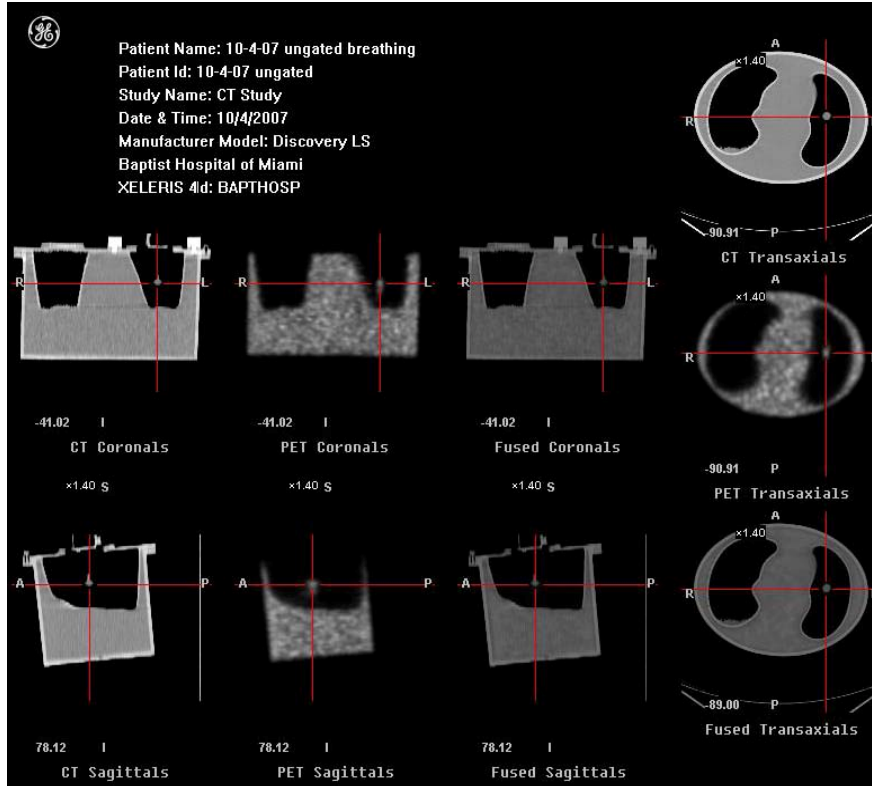 GE
Patient Name: 10-4-07 ungated breathing
Patient Id: 10-4-07 ungated
Study Name: CT Study
Date & Time: 10/4/2007
Manufacturer Model: Discovery LS
Baptist Hospital of Miami
XELERIS 4ld: BAPTHOSP
A
×1.40
R
-90.91 P
CT Transaxials
R L
-41.02 I
CT Coronals
R L
-41.02 I
PET Coronals
R L
-41.02 I
Fused Coronals
A
×1.40
R
-90.91 P
PET Transaxials
×1.40 S
A P
78.12 I
CT Sagittals
×1.40 S
A P
78.12 I
PET Sagittals
×1.40 S
A P
78.12 I
Fused Sagittals
A
×1.40
R
-89.00 P
Fused Transaxials